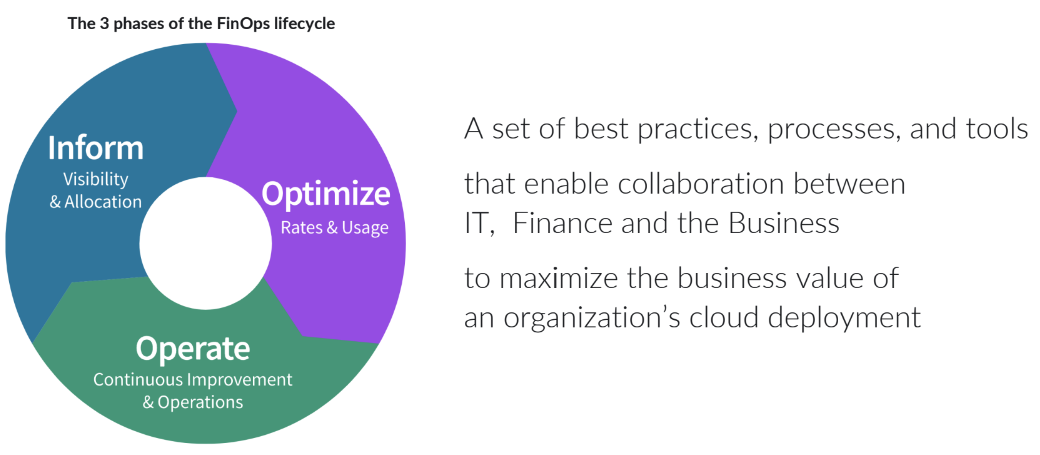 The 3 phases of the FinOps lifecycle
Inform
Visibility
& Allocation
Optimize
Rates & Usage
Operate
Continuous Improvement
& Operations
A set of best practices, processes, and tools
that enable collaboration between
IT,  Finance and the Business
to maximize the business value of
an organization’s cloud deployment